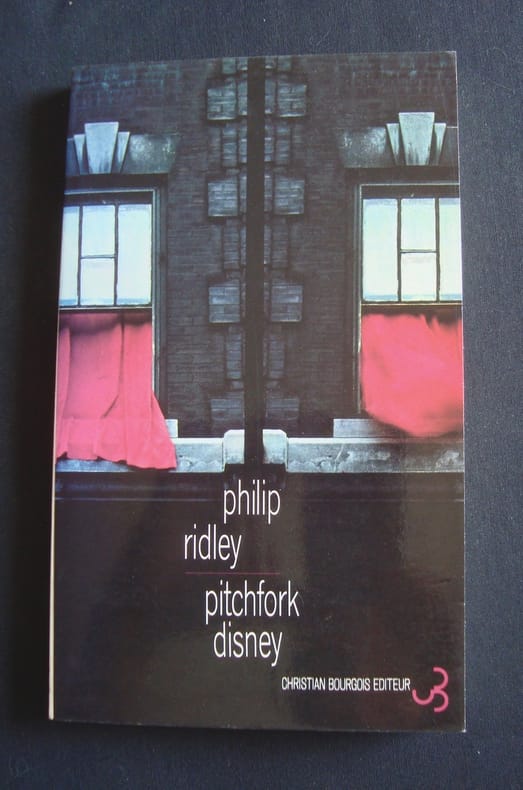 philip
ridley
pitchfork
disney
CHRISTIAN BOURGOIS EDITEUR